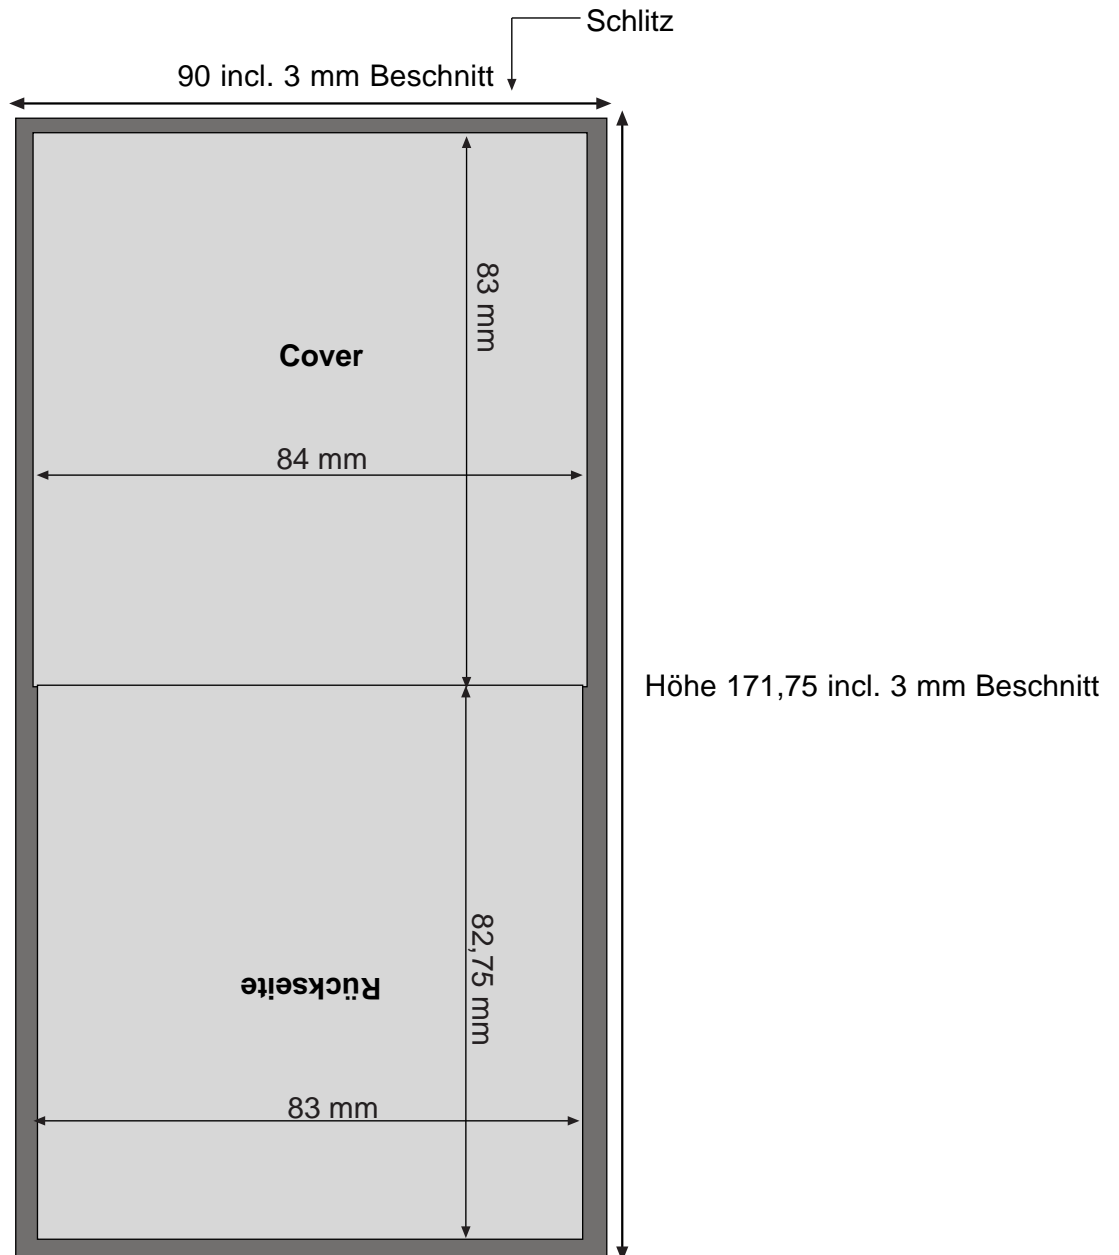 Schlitz
90 incl. 3 mm Beschnitt
83 mm
Cover
84 mm
Höhe 171,75 incl. 3 mm Beschnitt
82,75 mm
Rückseite
83 mm